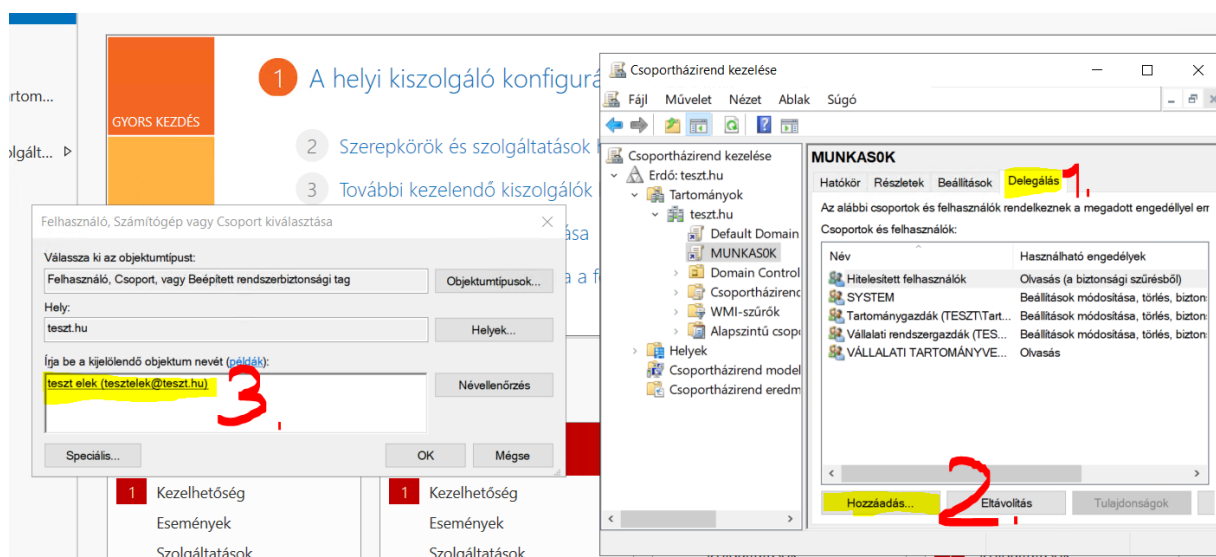 artom...
olgált...
GYORS KEZDÉS
1 A helyi kiszolgáló konfigurá
2 Szerepkörök és szolgáltatások h
3 További kezelendő kiszolgálók
ása
a a f
Felhasználó, Számítógép vagy Csoport kiválasztása
Válassza ki az objektumtípust:
Felhasználó, Csoport, vagy Beépített rendszerbiztonsági tag
Objektumtípusok...
Hely:
teszt.hu
Helyek...
Írja be a kijelölendő objektum nevét (példák):
teszt elek (tesztelek@teszt.hu)
Névellenőrzés
3.
Speciális...
OK
Mégse
1 Kezelhetőség
Események
Szolgáltatások
1 Kezelhetőség
Események
Szolgáltatások
Csoportházirend kezelése
Fájl Művelet Nézet Ablak Súgó
Csoportházirend kezelése
Erdő: teszt.hu
Tartományok
teszt.hu
Default Domain
MUNKAS0K
Domain Control
Csoportházirend
WMI-szűrők
Alapszintű csopo
Helyek
Csoportházirend model
Csoportházirend eredm
MUNKAS0K
Hatókör Részletek Beállítások Delegálás
1.
Az alábbi csoportok és felhasználók rendelkeznek a megadott engedéllyel err
Csoportok és felhasználók:
Név Használható engedélyek
Hitelesített felhasználók Olvasás (a biztonsági szűrésből)
SYSTEM Beállítások módosítása, törlés, bizton
Tartománygazdák (TESZT\Tart... Beállítások módosítása, törlés, bizton
Vállalati rendszergazdák (TES... Beállítások módosítása, törlés, bizton
VÁLLALATI TARTOMÁNYVE... Olvasás
Hozzáadás... Eltávolítás Tulajdonságok
2.